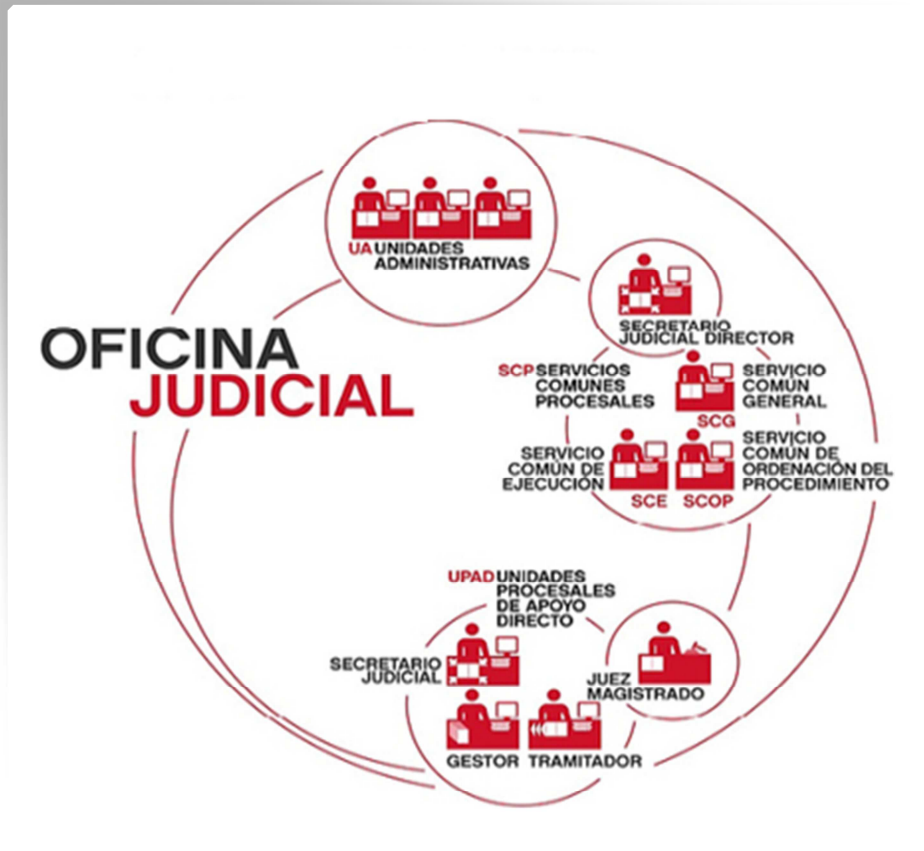 UA UNIDADES
ADMINISTRATIVAS
OFICINA
JUDICIAL
SECRETARIO
JUDICIAL DIRECTOR
SCP SERVICIOS
COMUNES
PROCESALES
SERVICIO
COMÚN
GENERAL
SCG
SERVICIO
COMÚN DE
EJECUCIÓN
SCE
SCOP
SERVICIO
COMÚN DE
ORDENACIÓN DEL
PROCEDIMIENTO
UPAD UNIDADES
PROCESALES
DE APOYO
DIRECTO
SECRETARIO
JUDICIAL
JUEZ
MAGISTRADO
GESTOR
TRAMITADOR